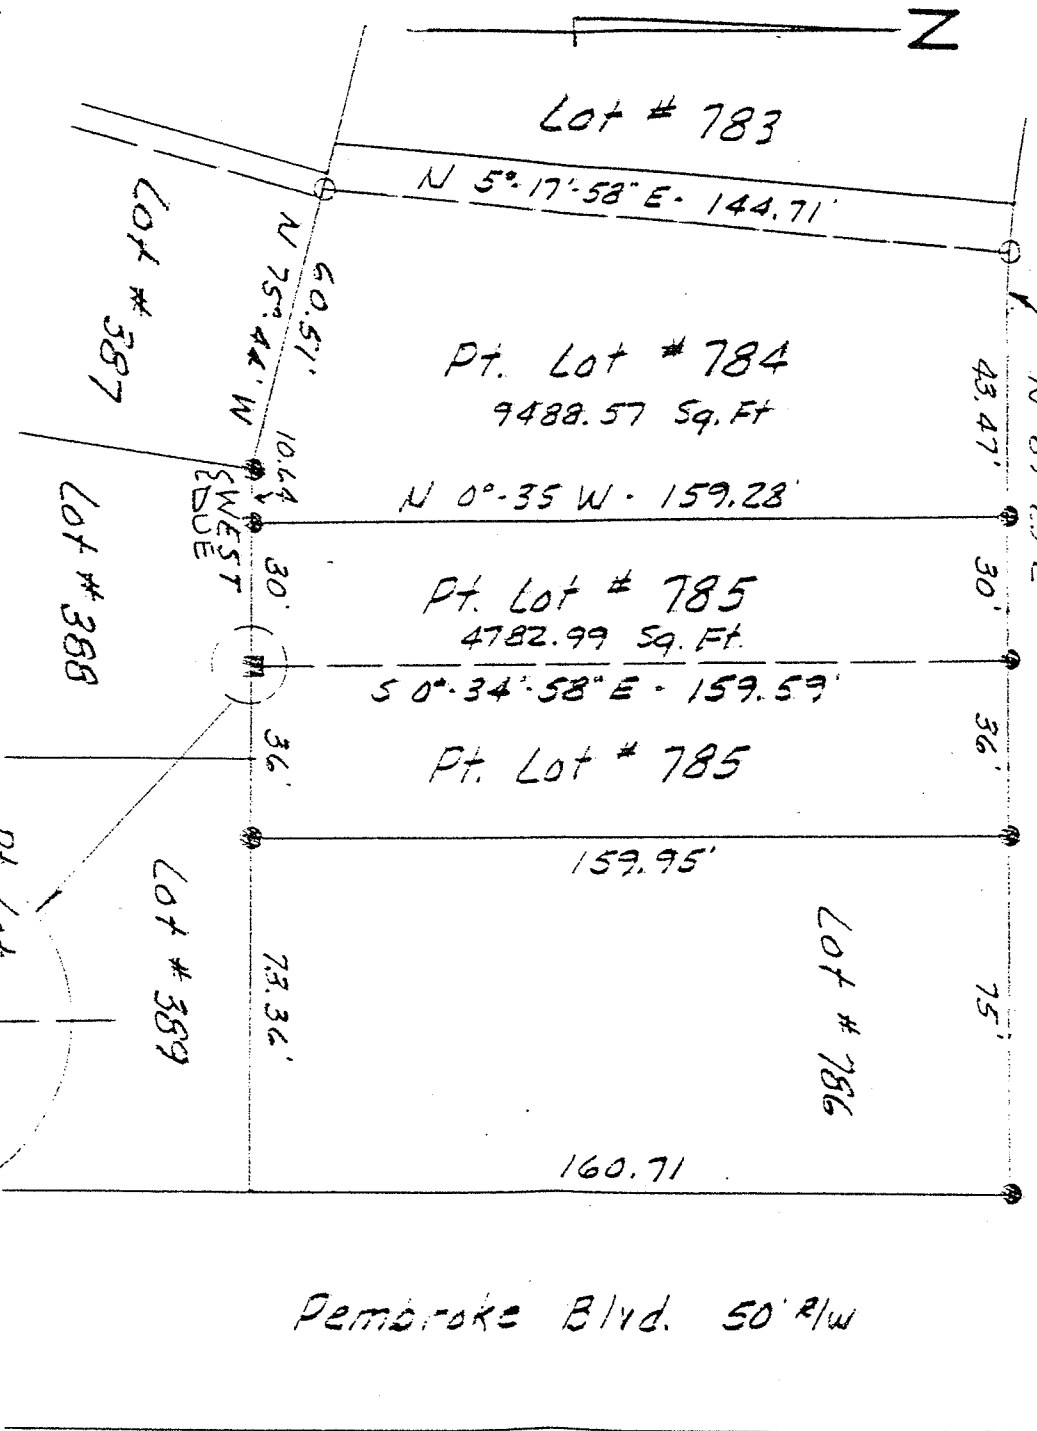 N
Lot # 783
N 5°-17'-58" E - 144.71'
Lot # 387
60.51'
N 75°-44' W
Pt. Lot # 784
9488.57 Sq. Ft
43.47'
10.64
WEST
DUE
N 0°-35 W - 159.28'
Lot # 388
30'
Pt. Lot # 785
4782.99 Sq. Ft.
30'
S 0°-34'-58" E - 159.59'
36'
Pt. Lot # 785
36'
159.95'
Pt. Lot
Lot # 389
73.36'
Lot # 786
75'
160.71
Pembroke Blvd. 50' R/W